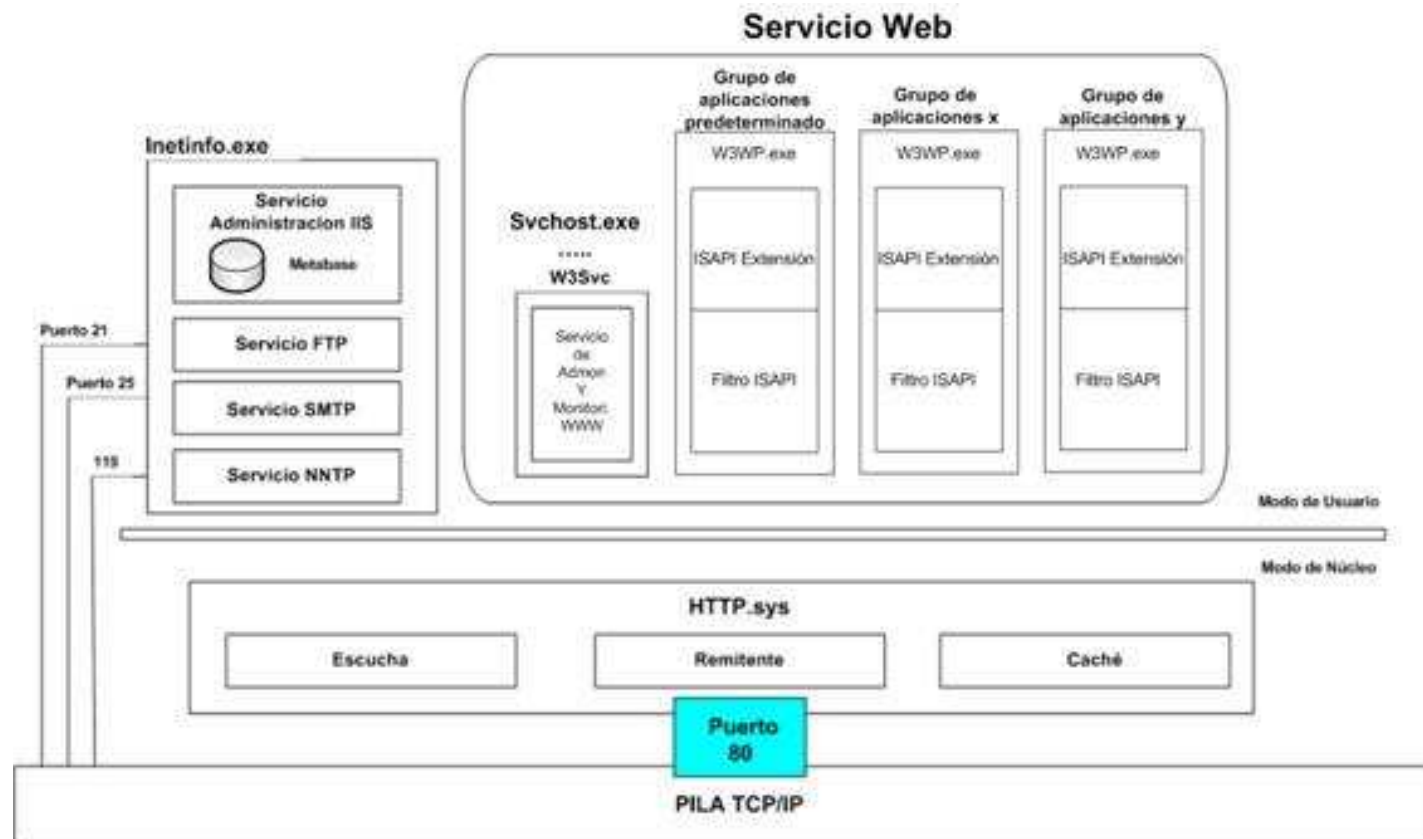 Servicio Web
Inetinfo.exe
Servicio
Administracion IIS
Metabase
Servicio FTP
Servicio SMTP
Servicio NNTP
Puerto 21
Puerto 25
119
Svchost.exe
.....
W3Svc
Servicio
de
Admon
Y
Monitori:
WWW
Grupo de
aplicaciones
predeterminado
W3WP.exe
ISAPI Extensión
Filtro ISAPI
Grupo de
aplicaciones x
W3WP.exe
ISAPI Extensión
Filtro ISAPI
Grupo de
aplicaciones y
W3WP.exe
ISAPI Extensión
Filtro ISAPI
Modo de Usuario
Modo de Núcleo
HTTP.sys
Escucha
Remitente
Caché
Puerto
80
PILA TCP/IP